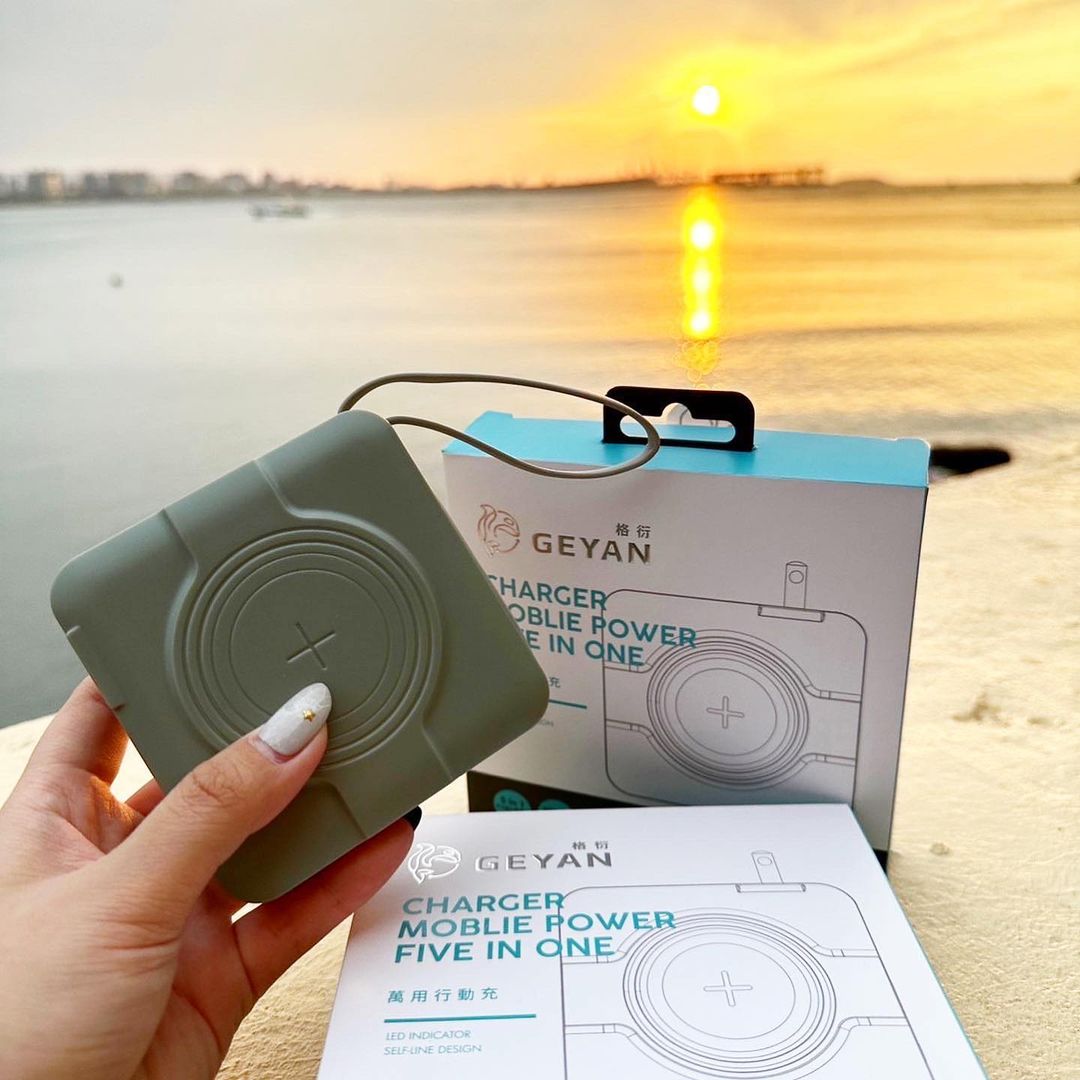 格衍
GEYAN
CHARGER
MOBLIE POWER
FIVE IN ONE
充
格衍
GEYAN
CHARGER
MOBLIE POWER
FIVE IN ONE
萬用行動充
LED INDICATOR
SELF-LINE DESIGN